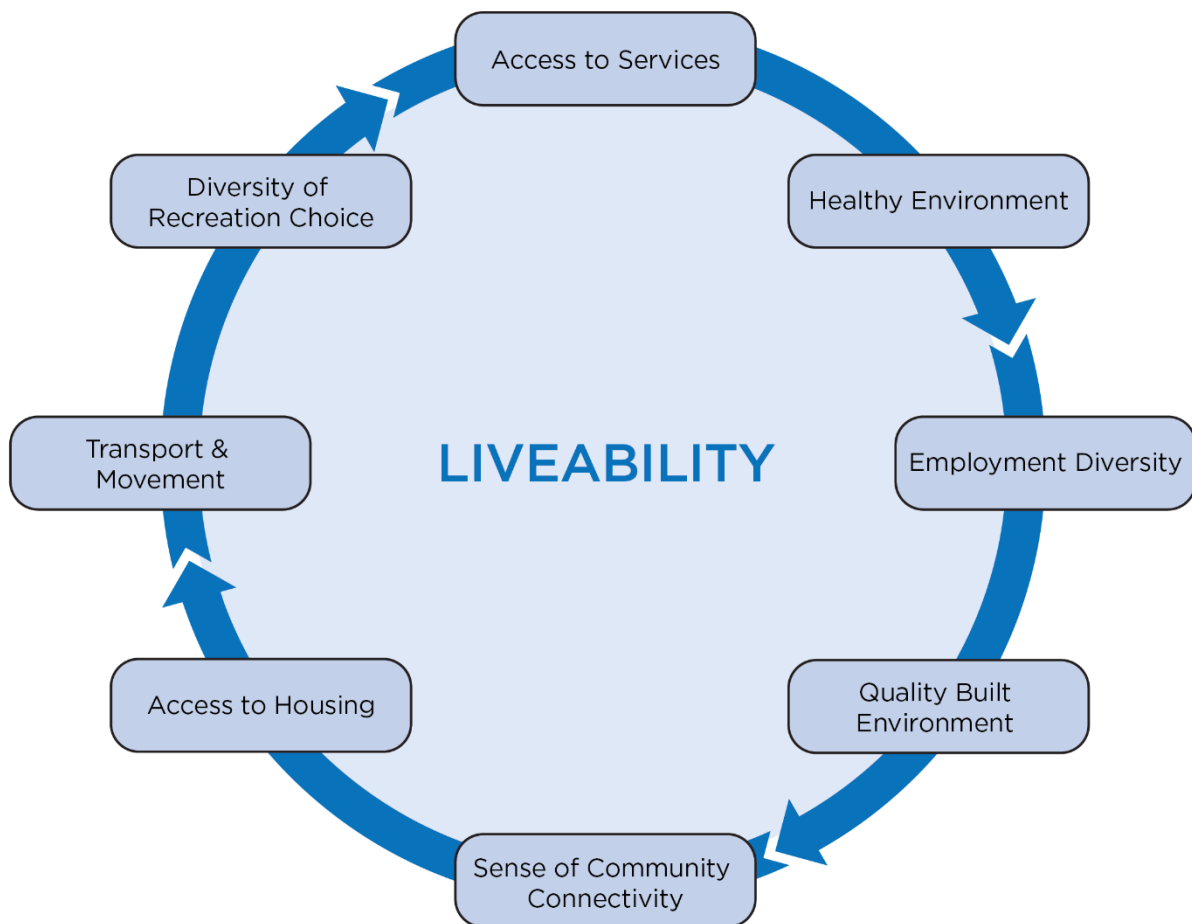 Access to Services
Healthy Environment
Employment Diversity
Quality Built
Environment
Sense of Community
Connectivity
Access to Housing
Transport &
Movement
Diversity of
Recreation Choice
LIVEABILITY